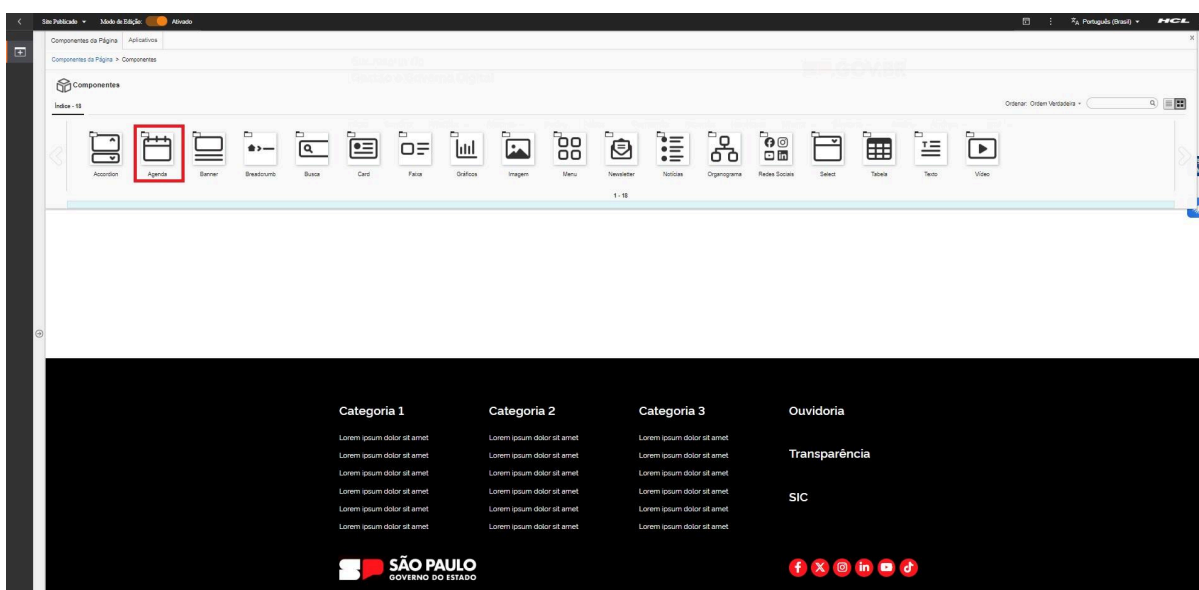 Site Publicado Modo de Edição: Ativado Português (Brasil) HCL
Componentes da Página Aplicativos x
Componentes da Página > Componentes
Componentes
Índice - 18
Ordenar: Ordem Verdadeira
Accordion Agenda Banner Breadcrumb Busca Card Faixa Gráficos Imagem Menu Newsletter Notícias Organograma Redes Sociais Select Tabela Texto Vídeo
1 - 18
Categoria 1 Categoria 2 Categoria 3 Ouvidoria
Lorem ipsum dolor sit amet Lorem ipsum dolor sit amet Lorem ipsum dolor sit amet
Lorem ipsum dolor sit amet Lorem ipsum dolor sit amet Lorem ipsum dolor sit amet Transparência
Lorem ipsum dolor sit amet Lorem ipsum dolor sit amet Lorem ipsum dolor sit amet
Lorem ipsum dolor sit amet Lorem ipsum dolor sit amet Lorem ipsum dolor sit amet SIC
Lorem ipsum dolor sit amet Lorem ipsum dolor sit amet Lorem ipsum dolor sit amet
Lorem ipsum dolor sit amet Lorem ipsum dolor sit amet Lorem ipsum dolor sit amet
SP SÃO PAULO
GOVERNO DO ESTADO